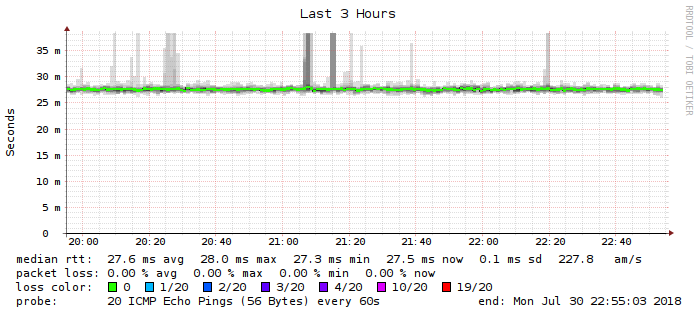 Last 3 Hours
RRDTOOL / TOBI OETIKER
Seconds
35 m
30 m
25 m
20 m
15 m
10 m
5 m
0
20:00 20:20 20:40 21:00 21:20 21:40 22:00 22:20 22:40
median rtt: 27.6 ms avg 28.0 ms max 27.3 ms min 27.5 ms now 0.1 ms sd 227.8 am/s
packet loss: 0.00 % avg 0.00 % max 0.00 % min 0.00 % now
loss color: 0 1/20 2/20 3/20 4/20 10/20 19/20
probe: 20 ICMP Echo Pings (56 Bytes) every 60s end: Mon Jul 30 22:55:03 2018